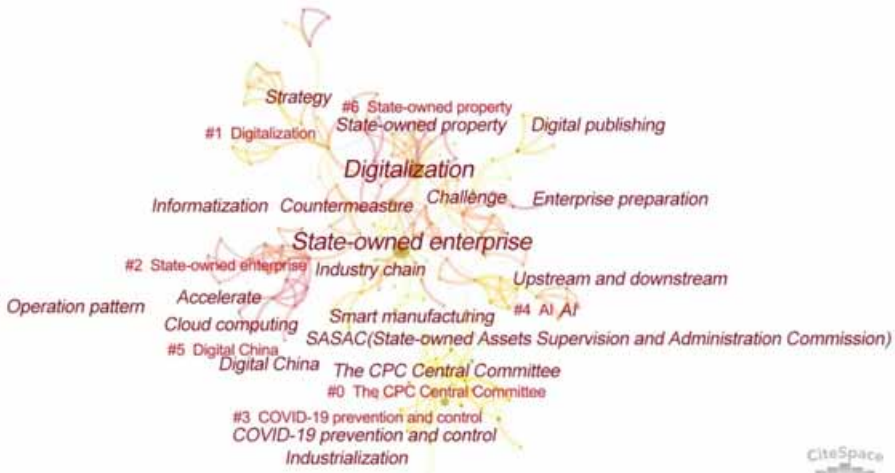 Strategy
#6 State-owned property
#1 Digitalization
State-owned property
Digital publishing
Digitalization
Challenge
Enterprise preparation
Informatization
Countermeasure
State-owned enterprise
#2 State-owned enterprise
Industry chain
Upstream and downstream
Accelerate
#4 AI
AI
Operation pattern
Cloud computing
Smart manufacturing
SASAC(State-owned Assets Supervision and Administration Commission)
#5 Digital China
Digital China
The CPC Central Committee
#0 The CPC Central Committee
#3 COVID-19 prevention and control
COVID-19 prevention and control
Industrialization
CiteSpace